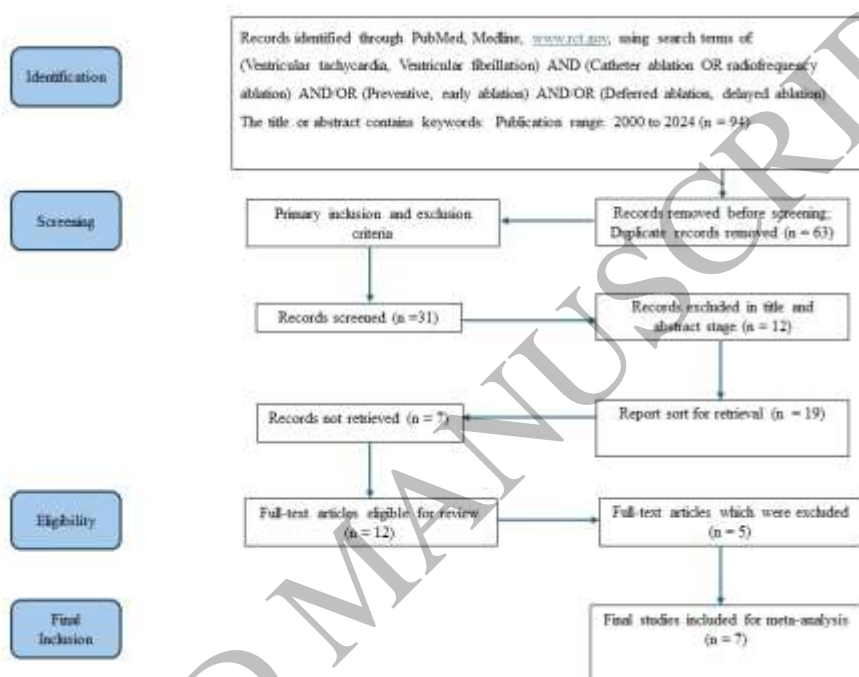 Identification
Records identified through PubMed, Medline, www.rct.gov, using search terms of
(Ventricular tachycardia, Ventricular fibrillation) AND (Catheter ablation OR radiofrequency
ablation) AND/OR (Preventive, early ablation) AND/OR (Deferred ablation, delayed ablation)
The title or abstract contains keywords: Publication range: 2000 to 2024 (n = 94)
Screening
Primary inclusion and exclusion
criteria
Records removed before screening;
Duplicate records removed (n = 63)
Records screened (n =31)
Records excluded in title and
abstract stage (n = 12)
Records not retrieved (n = 7)
Report sort for retrieval (n = 19)
Eligibility
Full-text articles eligible for review
(n = 12)
Full-text articles which were excluded
(n = 5)
Final
Inclusion
Final studies included for meta-analysis
(n = 7)
D MANUSCRIP